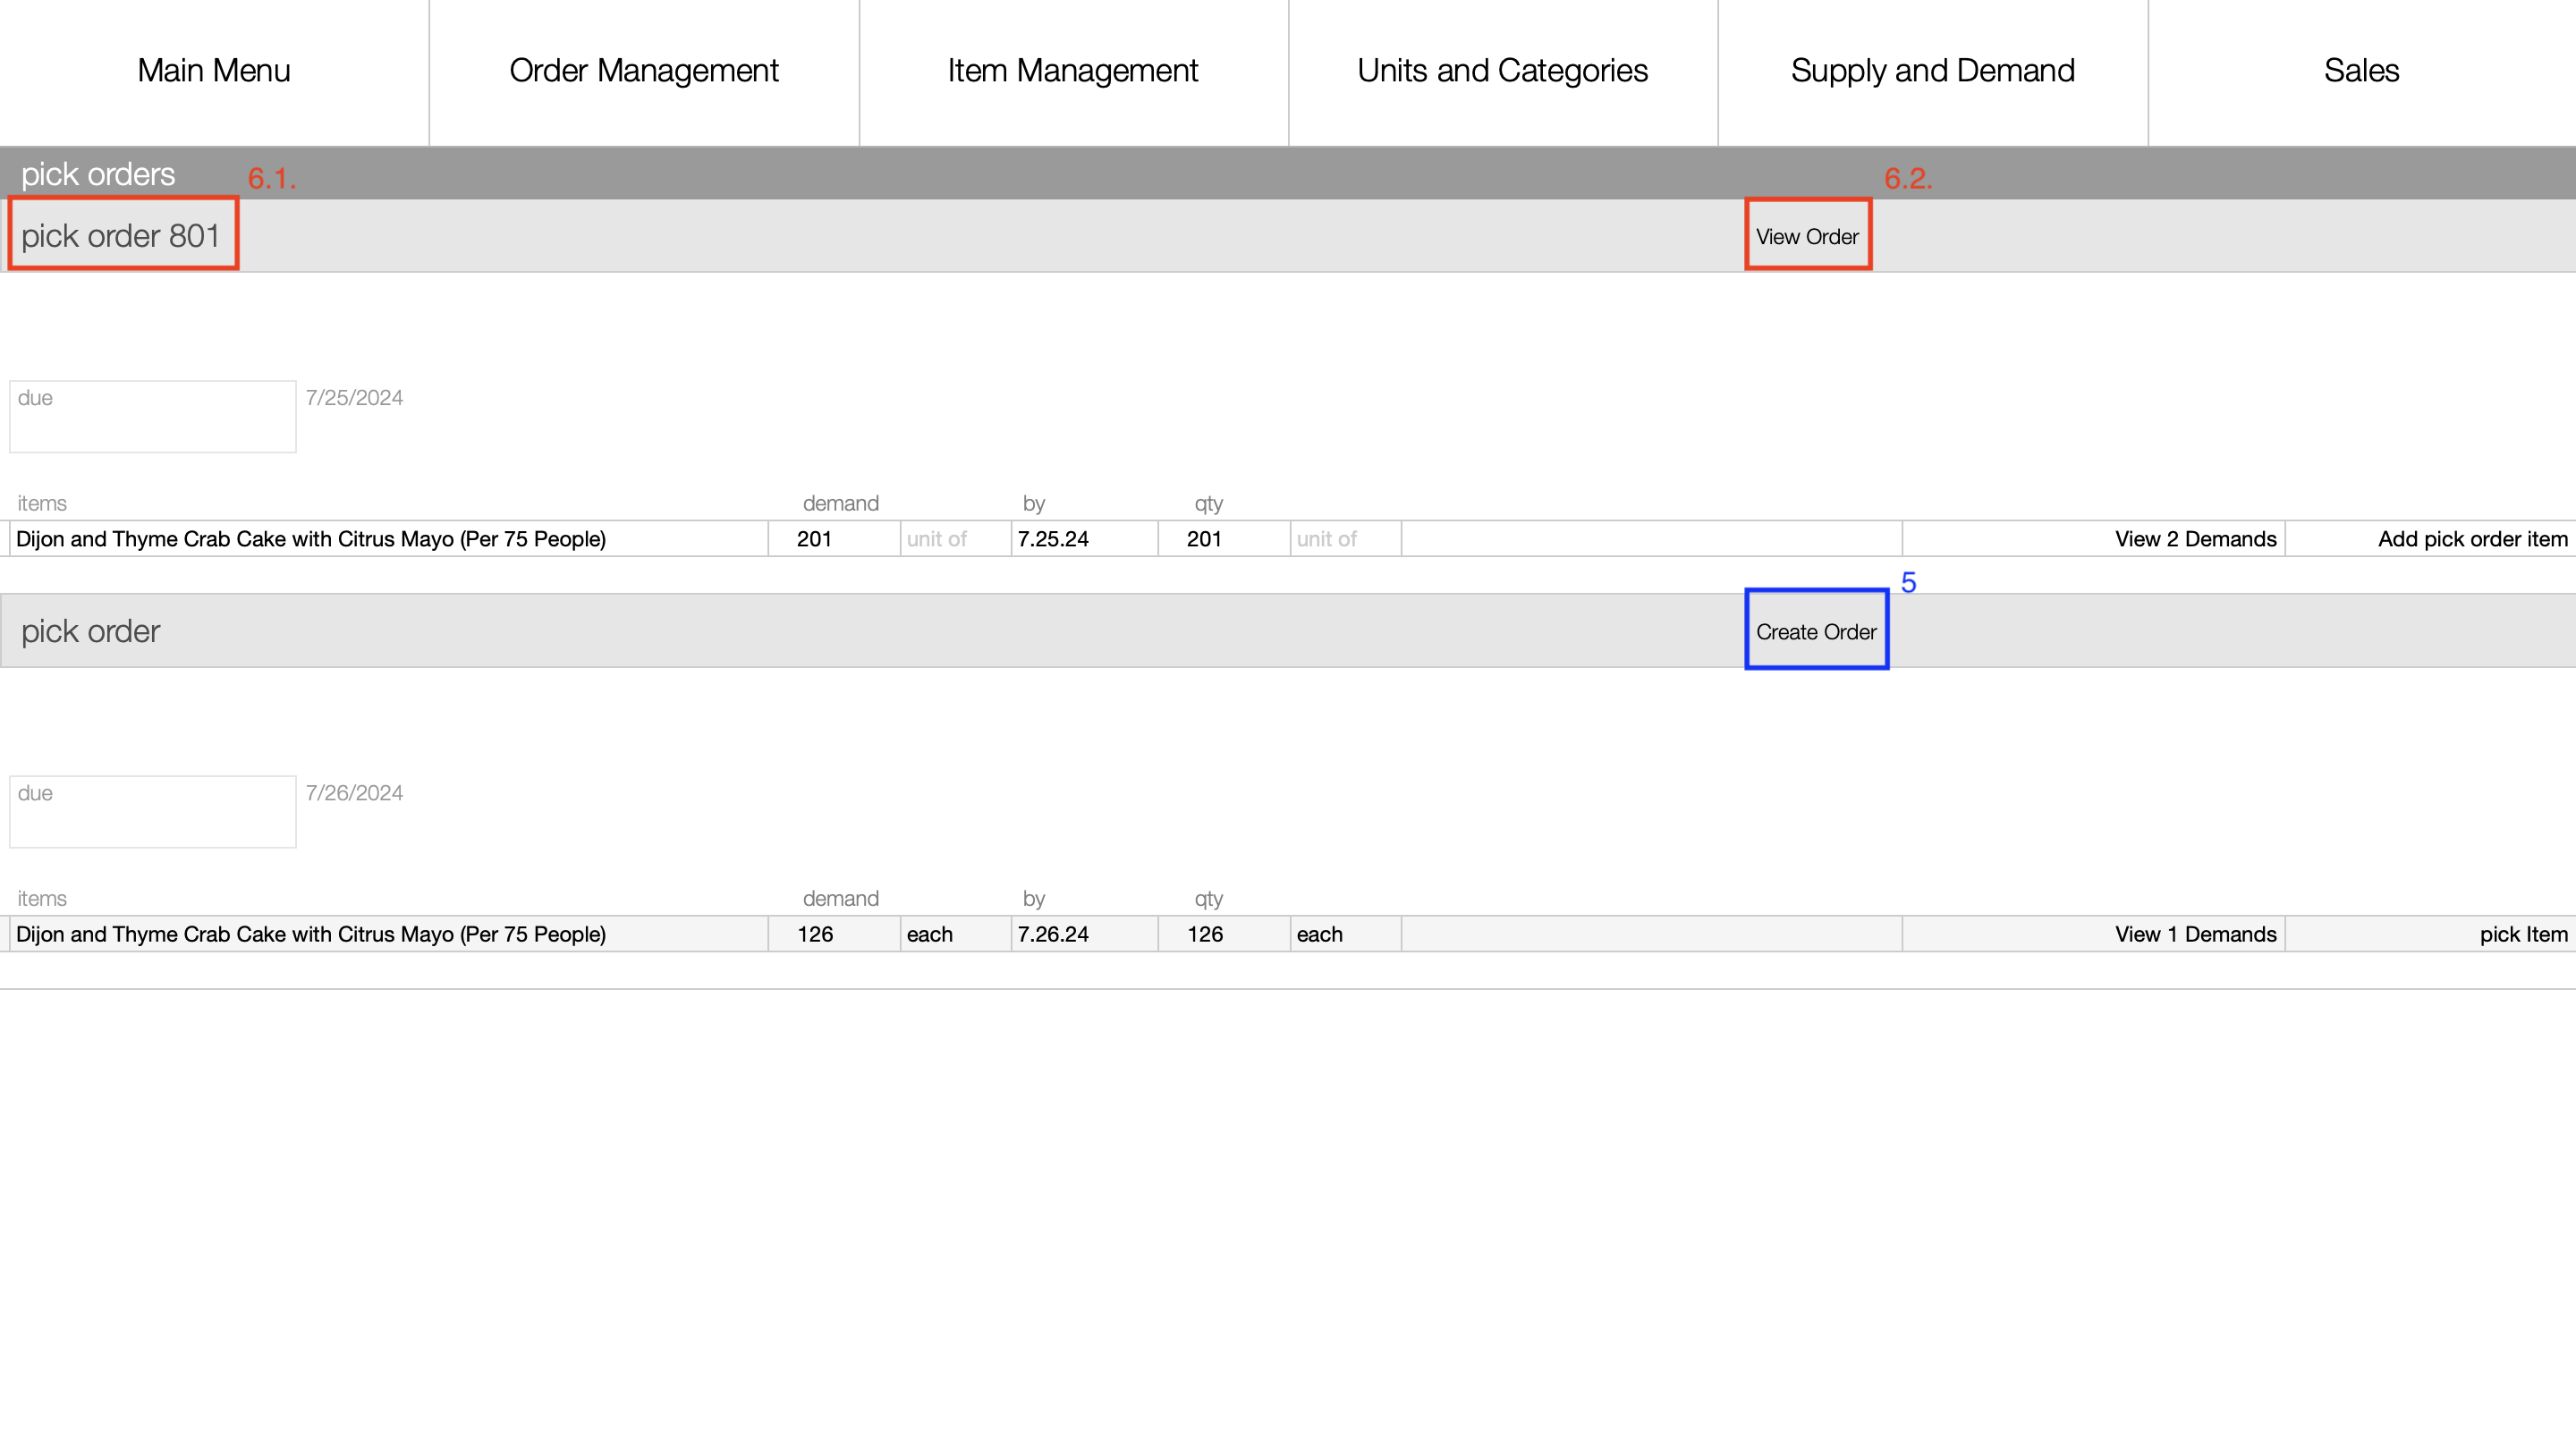 Main Menu Order Management Item Management Units and Categories Supply and Demand Sales
pick orders 6.1. 6.2.
pick order 801 View Order
due 7/25/2024
items demand by qty
Dijon and Thyme Crab Cake with Citrus Mayo (Per 75 People) 201 unit of 7.25.24 201 unit of View 2 Demands Add pick order item
5
pick order Create Order
due 7/26/2024
items demand by qty
Dijon and Thyme Crab Cake with Citrus Mayo (Per 75 People) 126 each 7.26.24 126 each View 1 Demands pick Item